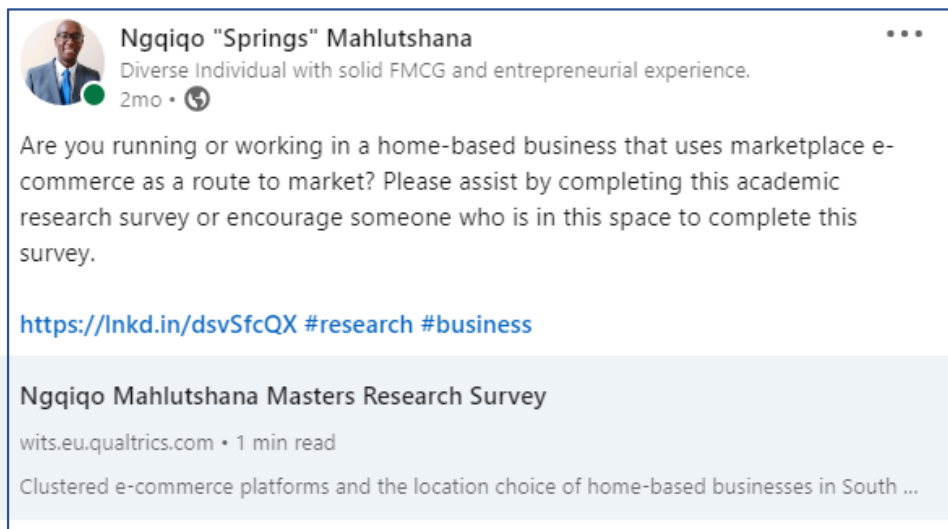 Ngqiqo "Springs" Mahlutshana
Diverse Individual with solid FMCG and entrepreneurial experience.
2mo •
Are you running or working in a home-based business that uses marketplace e-
commerce as a route to market? Please assist by completing this academic
research survey or encourage someone who is in this space to complete this
survey.
https://lnkd.in/dsvSfcQX #research #business
Ngqiqo Mahlutshana Masters Research Survey
wits.eu.qualtrics.com • 1 min read
Clustered e-commerce platforms and the location choice of home-based businesses in South ...